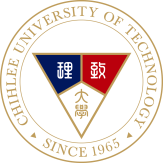 CHIHLEE UNIVERSITY OF TECHNOLOGY
致理
大學
• SINCE 1965 •